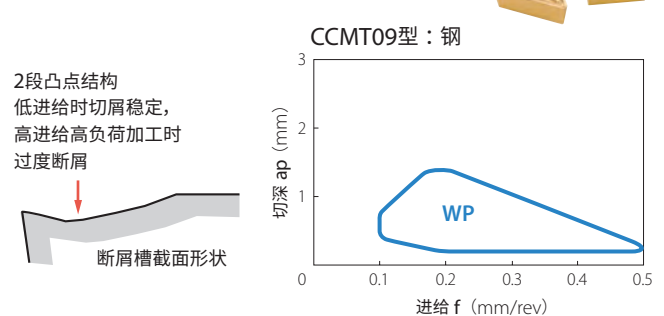 CCMT09型：钢
2段凸点结构
低进给时切屑稳定，
高进给高负荷加工时
过度断屑
断屑槽截面形状
切深 ap（mm）
3
2
1
WP
0
0.1
0.2
0.3
0.4
0.5
进给 f（mm/rev）